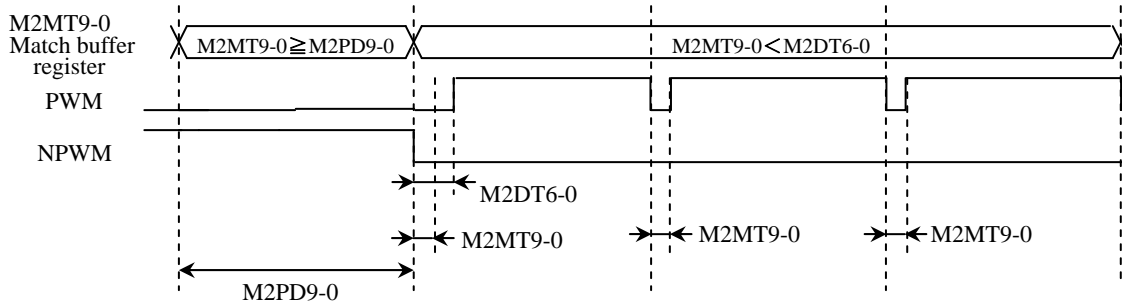 M2MT9-0
Match buffer
register
M2MT9-0≧M2PD9-0
M2MT9-0＜M2DT6-0
PWM
NPWM
M2DT6-0
M2MT9-0
M2MT9-0
M2MT9-0
M2PD9-0